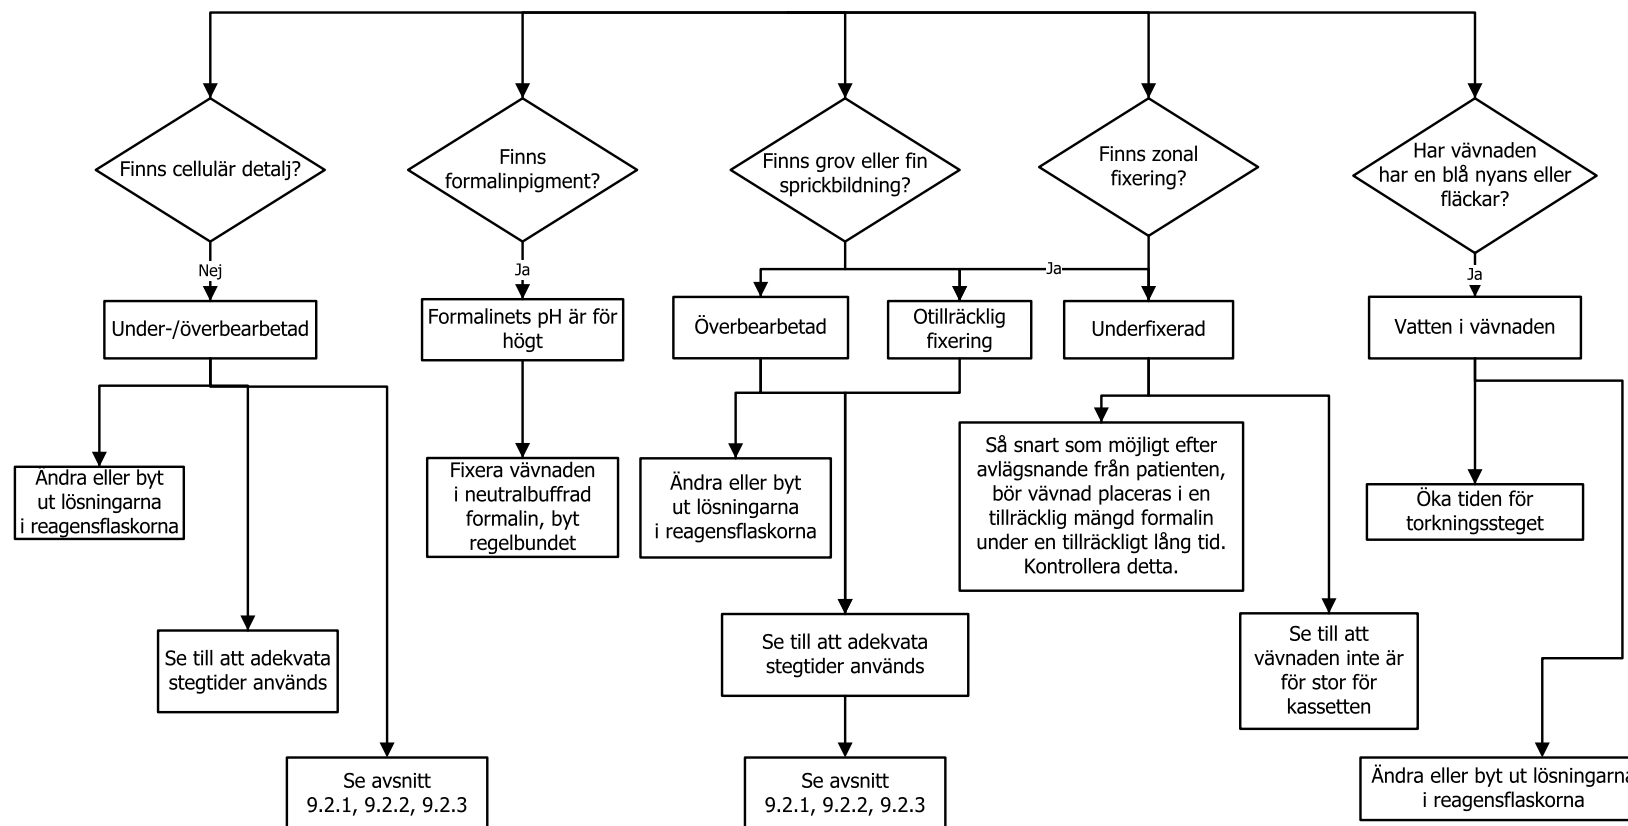 Finns cellulär detalj?
Finns
formalinpigment?
Finns grov eller fin
sprickbildning?
Finns zonal
fixering?
Har vävnaden
har en blå nyans eller
fläckar?
Nej
Ja
Ja
Ja
Under-/överbearbetad
Formalinets pH är för
högt
Överbearbetad
Otillräcklig
fixering
Underfixerad
Vatten i vävnaden
Ändra eller byt
ut lösningarna
i reagensflaskorna
Fixera vävnaden
i neutralbuffrad
formalin, byt
regelbundet
Ändra eller byt
ut lösningarna
i reagensflaskorna
Så snart som möjligt efter
avlägsnande från patienten,
bör vävnad placeras i en
tillräcklig mängd formalin
under en tillräckligt lång tid.
Kontrollera detta.
Öka tiden för
torkningssteget
Se till att adekvata
stegtider används
Se till att adekvata
stegtider används
Se till att
vävnaden inte är
för stor för
kassetten
Se avsnitt
9.2.1, 9.2.2, 9.2.3
Se avsnitt
9.2.1, 9.2.2, 9.2.3
Ändra eller byt ut lösningarna
i reagensflaskorna